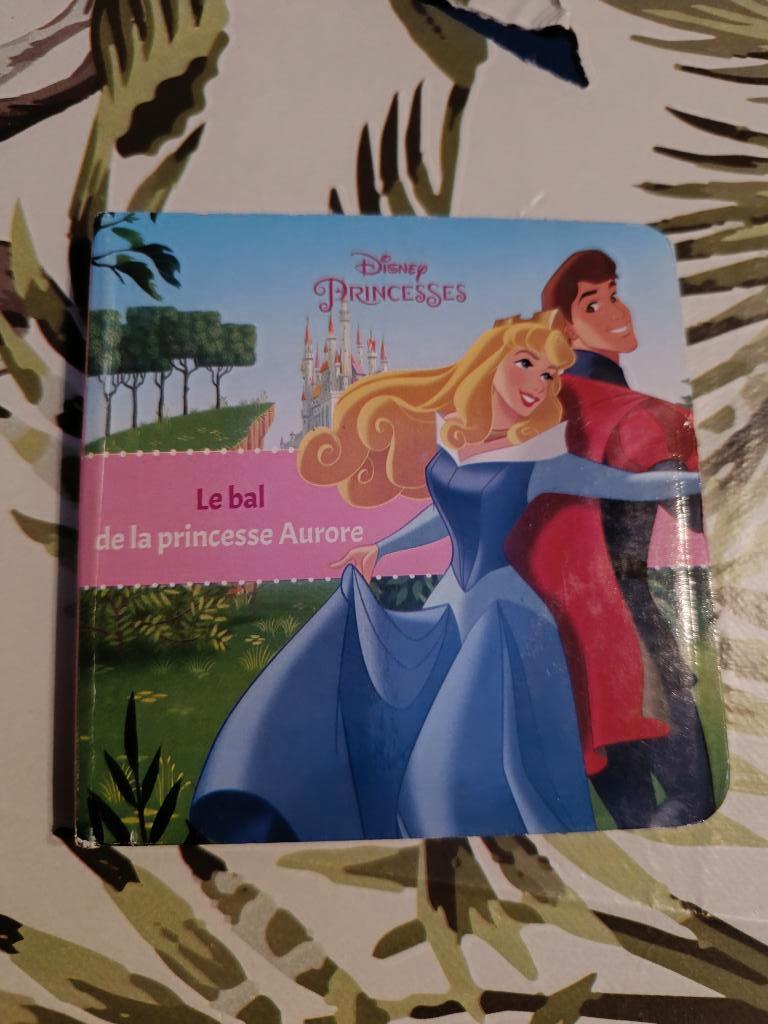 Disney
Princesses
Le bal
de la princesse Aurore